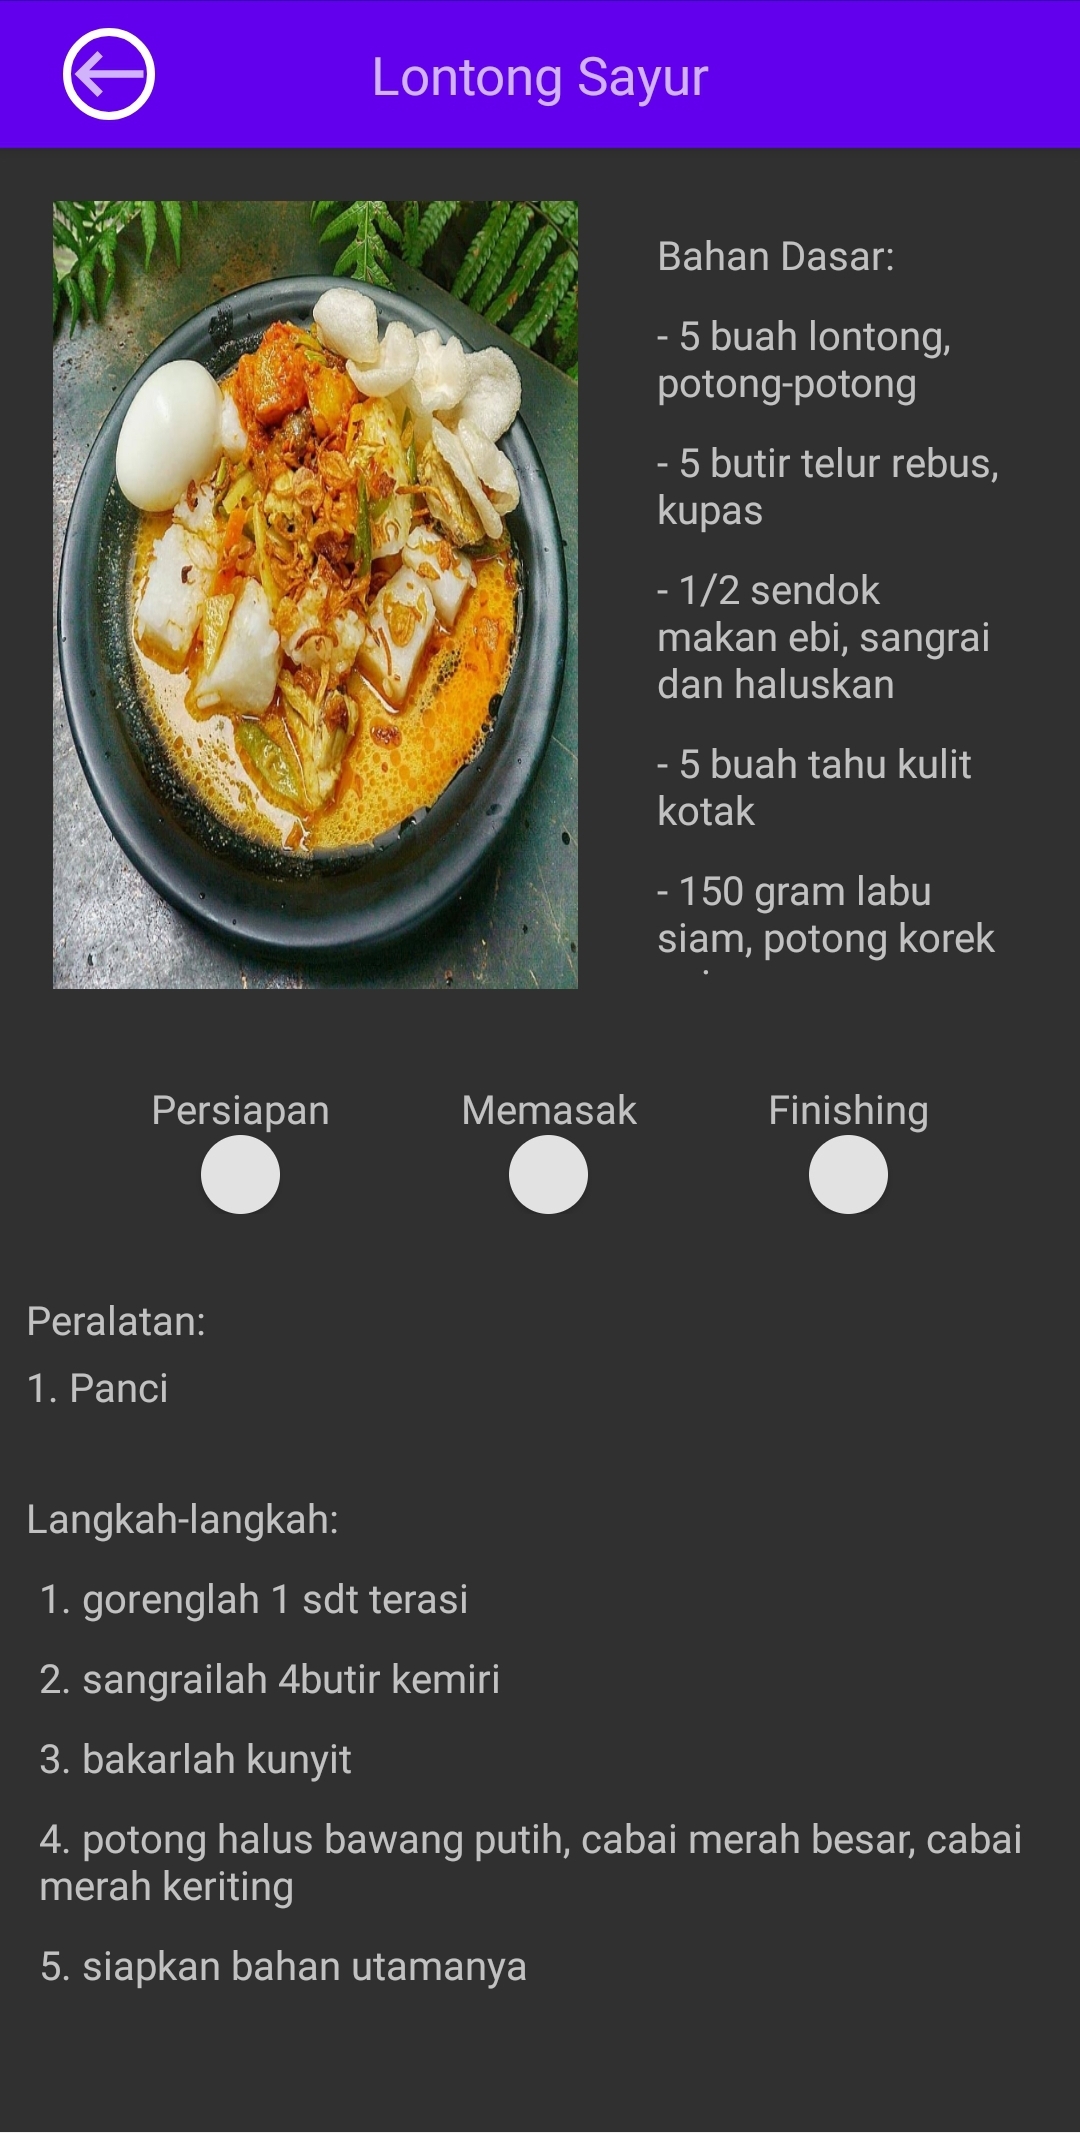 Lontong Sayur
Bahan Dasar:
- 5 buah lontong,
potong-potong
- 5 butir telur rebus,
kupas
- 1/2 sendok
makan ebi, sangrai
dan haluskan
- 5 buah tahu kulit
kotak
- 150 gram labu
siam, potong korek
Persiapan
Memasak
Finishing
Peralatan:
1. Panci
Langkah-langkah:
1. gorenglah 1 sdt terasi
2. sangrailah 4butir kemiri
3. bakarlah kunyit
4. potong halus bawang putih, cabai merah besar, cabai
merah keriting
5. siapkan bahan utamanya